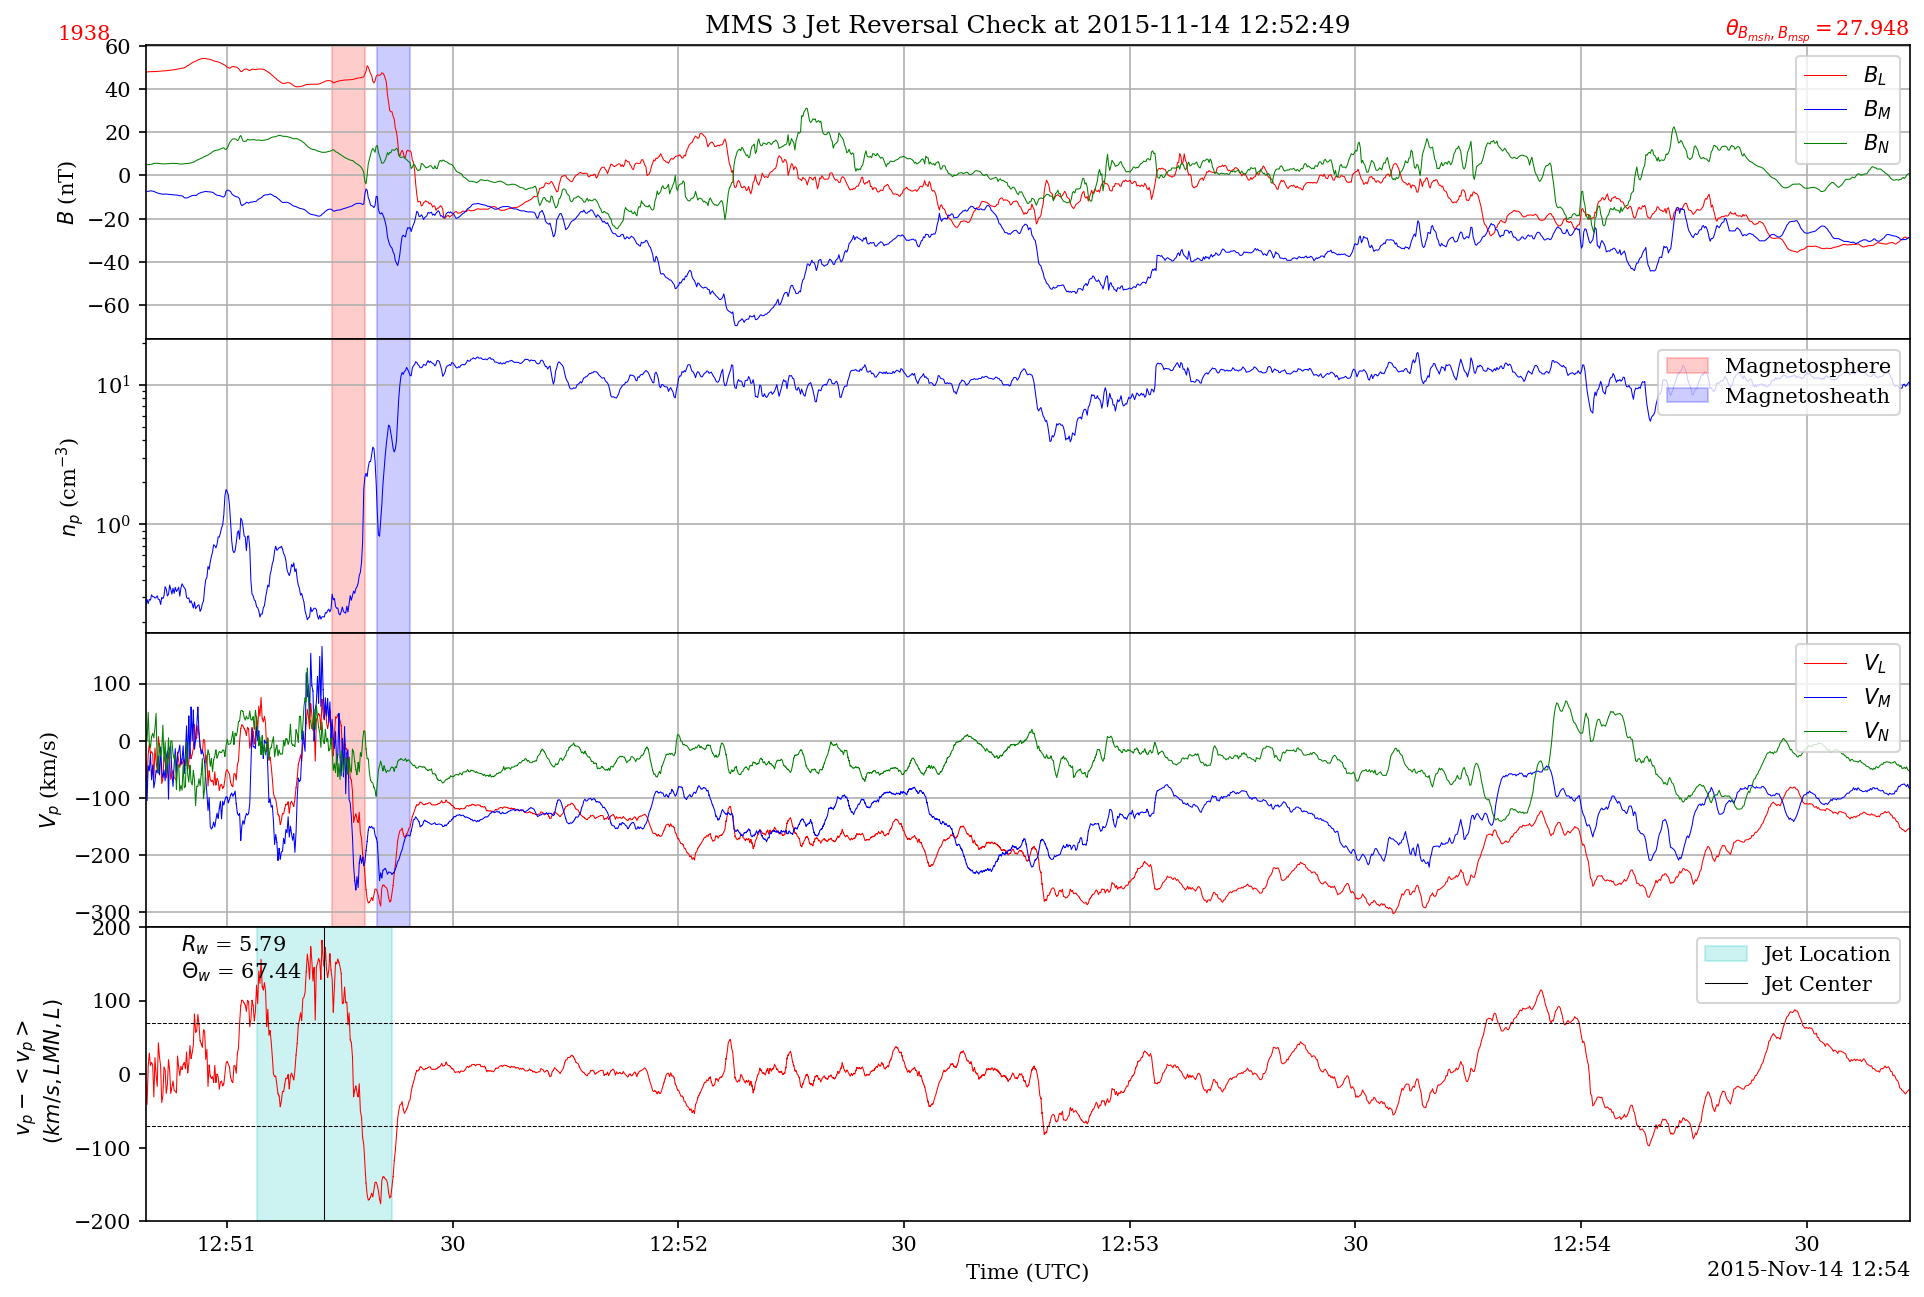 1938
MMS 3 Jet Reversal Check at 2015-11-14 12:52:49
θ_{B_{msh}, B_{msp}} = 27.948
60
40
20
0
−20
−40
−60
B (nT)
B_L
B_M
B_N
10^1
10^0
n_p (cm^{−3})
Magnetosphere
Magnetosheath
100
0
−100
−200
−300
V_p (km/s)
V_L
V_M
V_N
200
100
0
−100
−200
v_p − < v_p >
(km/s, LMN, L)
R_w = 5.79
Θ_w = 67.44
Jet Location
Jet Center
12:51
30
12:52
30
12:53
30
12:54
30
Time (UTC)
2015-Nov-14 12:54